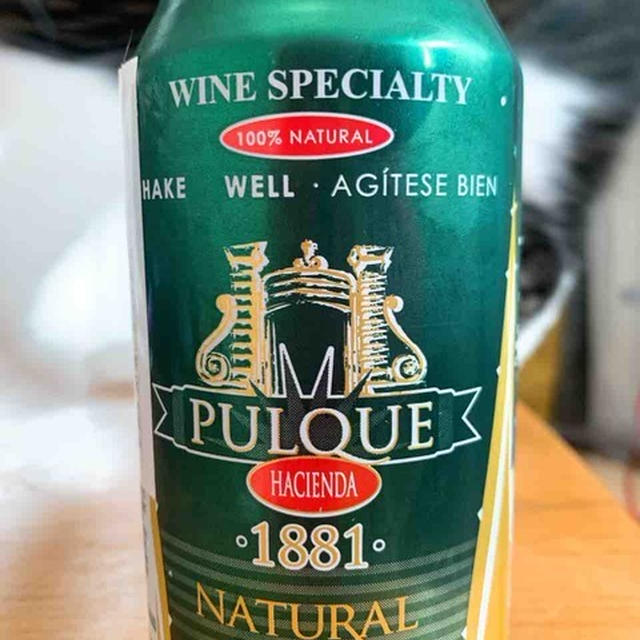 WINE SPECIALTY
100% NATURAL
HAKE WELL · AGÍTESE BIEN
PULQUE
HACIENDA
·1881·
NATURAL